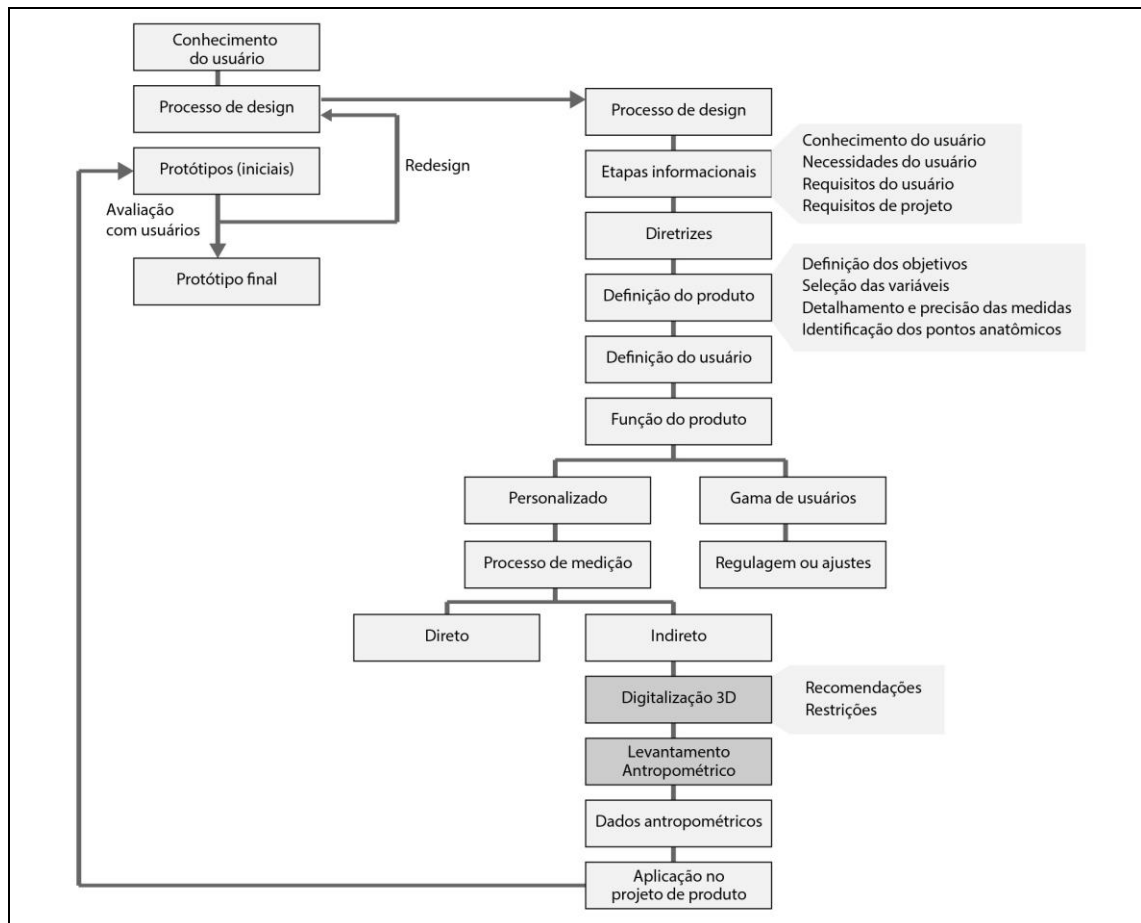 Conhecimento
do usuário
Processo de design
Protótipos (iniciais)
Redesign
Avaliação
com usuários
Protótipo final
Processo de design
Etapas informacionais
Conhecimento do usuário
Necessidades do usuário
Requisitos do usuário
Requisitos de projeto
Diretrizes
Definição do produto
Definição dos objetivos
Seleção das variáveis
Detalhamento e precisão das medidas
Identificação dos pontos anatômicos
Definição do usuário
Função do produto
Personalizado
Gama de usuários
Processo de medição
Regulagem ou ajustes
Direto
Indireto
Digitalização 3D
Recomendações
Restrições
Levantamento
Antropométrico
Dados antropométricos
Aplicação no
projeto de produto